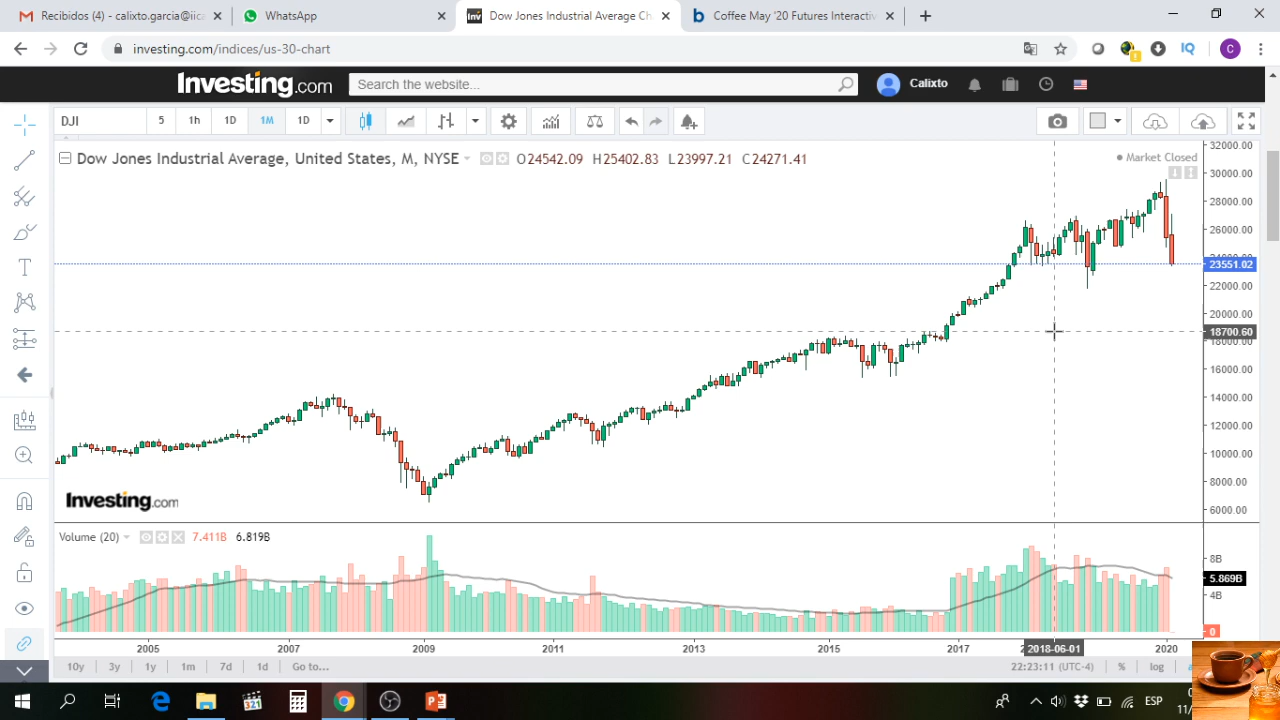 Recibidos (4) - calixto.garcia@iica
WhatsApp
Dow Jones Industrial Average Ch
Coffee May '20 Futures Interactiv
investing.com/indices/us-30-chart
Investing.com
Search the website...
Calixto
DJI
5
1h
1D
1M
1D
Dow Jones Industrial Average, United States, M, NYSE
O24542.09 H25402.83 L23997.21 C24271.41
Market Closed
32000.00
30000.00
28000.00
26000.00
23551.02
22000.00
20000.00
18700.60
18000.00
16000.00
14000.00
12000.00
10000.00
8000.00
6000.00
Investing.com
Volume (20)
7.411B 6.819B
8B
5.869B
4B
0
2005
2007
2009
2011
2013
2015
2017
2018-06-01
2020
10y
3y
1y
1m
7d
1d
Go to...
22:23:11 (UTC-4)
%
log
321
ESP
11/